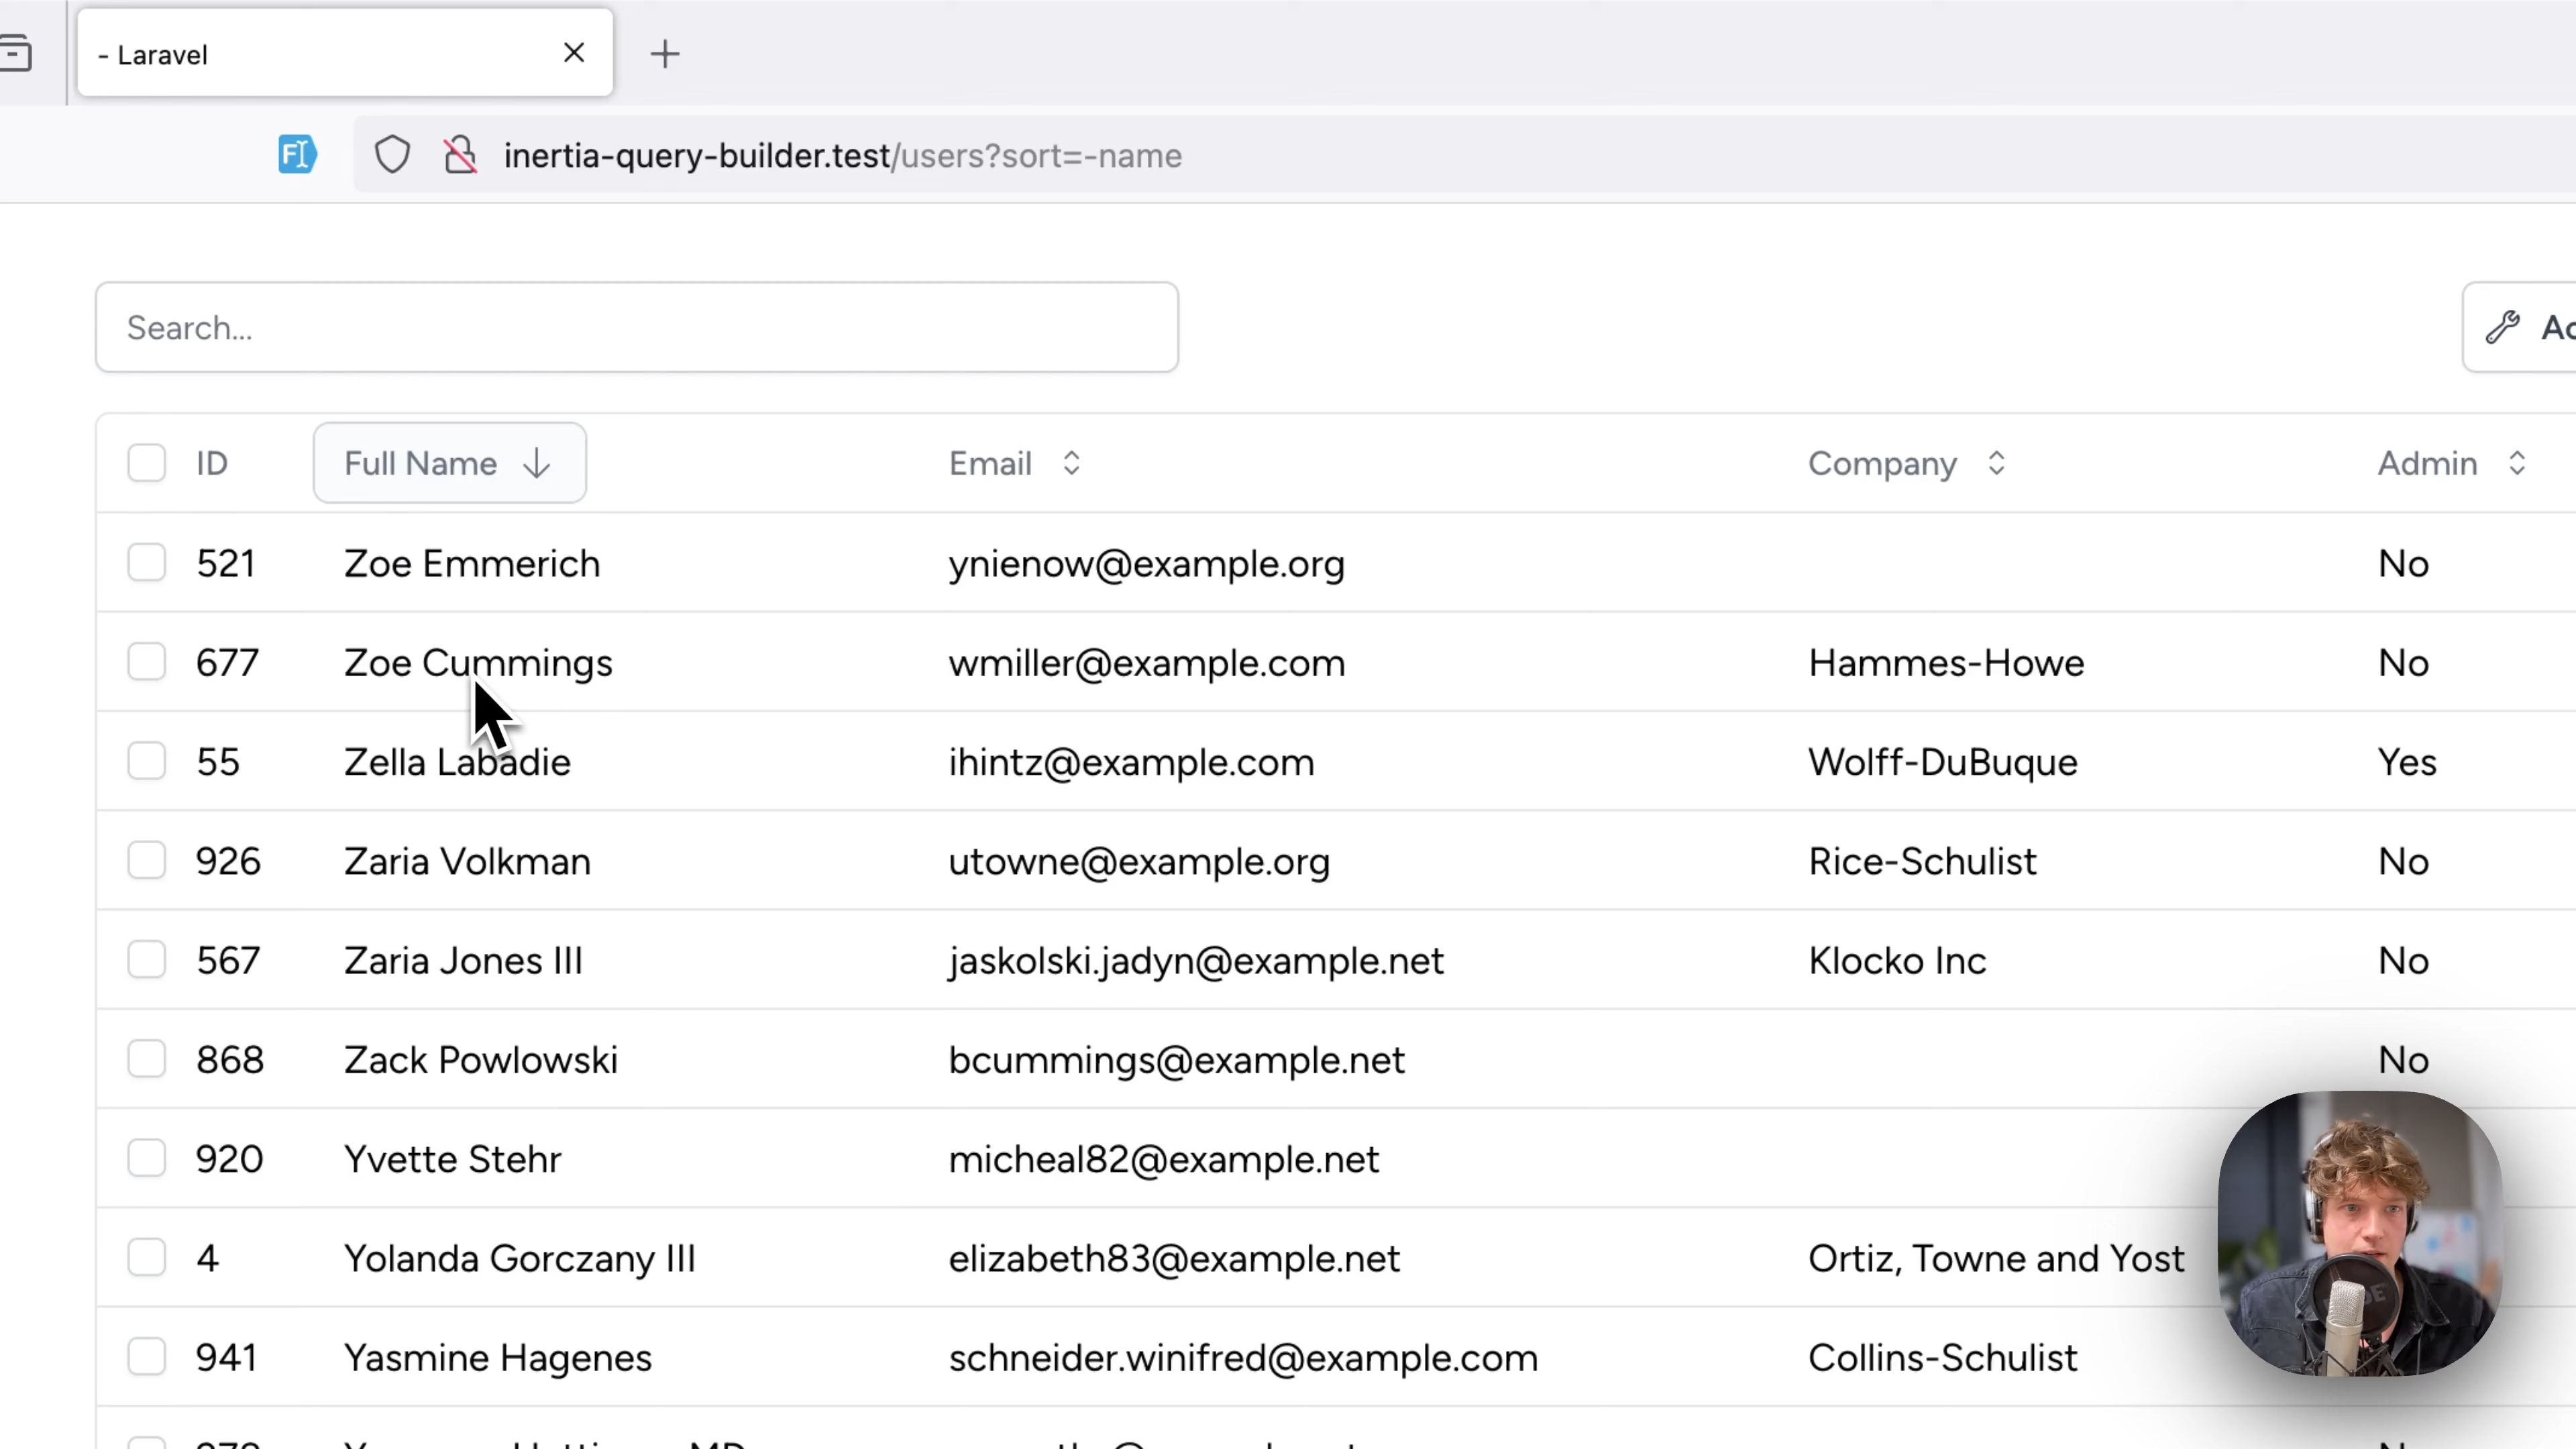 - Laravel
inertia-query-builder.test/users?sort=-name
Search...
ID Full Name Email Company Admin
521 Zoe Emmerich ynienow@example.org No
677 Zoe Cummings wmiller@example.com Hammes-Howe No
55 Zella Labadie ihintz@example.com Wolff-DuBuque Yes
926 Zaria Volkman utowne@example.org Rice-Schulist No
567 Zaria Jones III jaskolski.jadyn@example.net Klocko Inc No
868 Zack Powlowski bcummings@example.net No
920 Yvette Stehr micheal82@example.net
4 Yolanda Gorczany III elizabeth83@example.net Ortiz, Towne and Yost
941 Yasmine Hagenes schneider.winifred@example.com Collins-Schulist